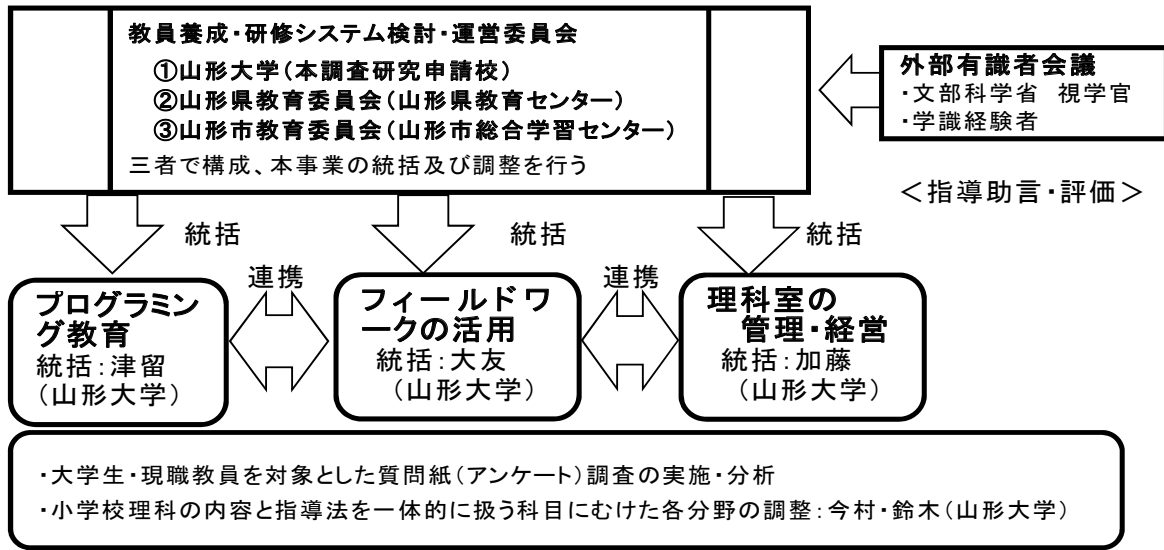 教員養成・研修システム検討・運営委員会
①山形大学(本調査研究申請校)
②山形県教育委員会(山形県教育センター)
③山形市教育委員会(山形市総合学習センター)
三者で構成、本事業の統括及び調整を行う
外部有識者会議
・文部科学省 視学官
・学識経験者
＜指導助言・評価＞
統括
統括
統括
プログラミン
グ教育
統括:津留
(山形大学)
連携
フィールドワ
ークの活用
統括:大友
(山形大学)
連携
理科室の
管理・経営
統括:加藤
(山形大学)
・大学生・現職教員を対象とした質問紙(アンケート)調査の実施・分析
・小学校理科の内容と指導法を一体的に扱う科目にむけた各分野の調整:今村・鈴木(山形大学)